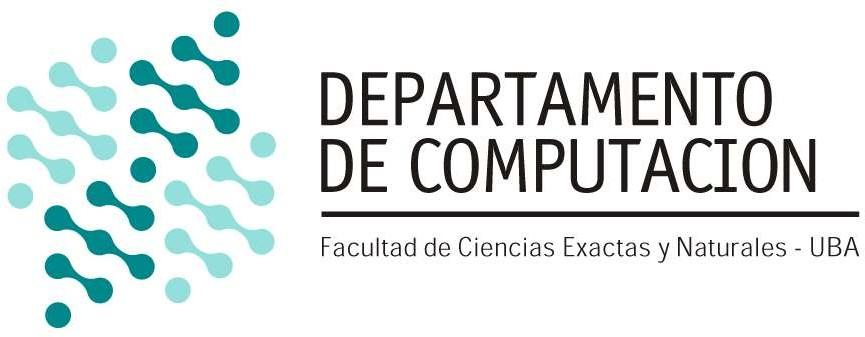 DEPARTAMENTO
DE COMPUTACION
Facultad de Ciencias Exactas y Naturales - UBA